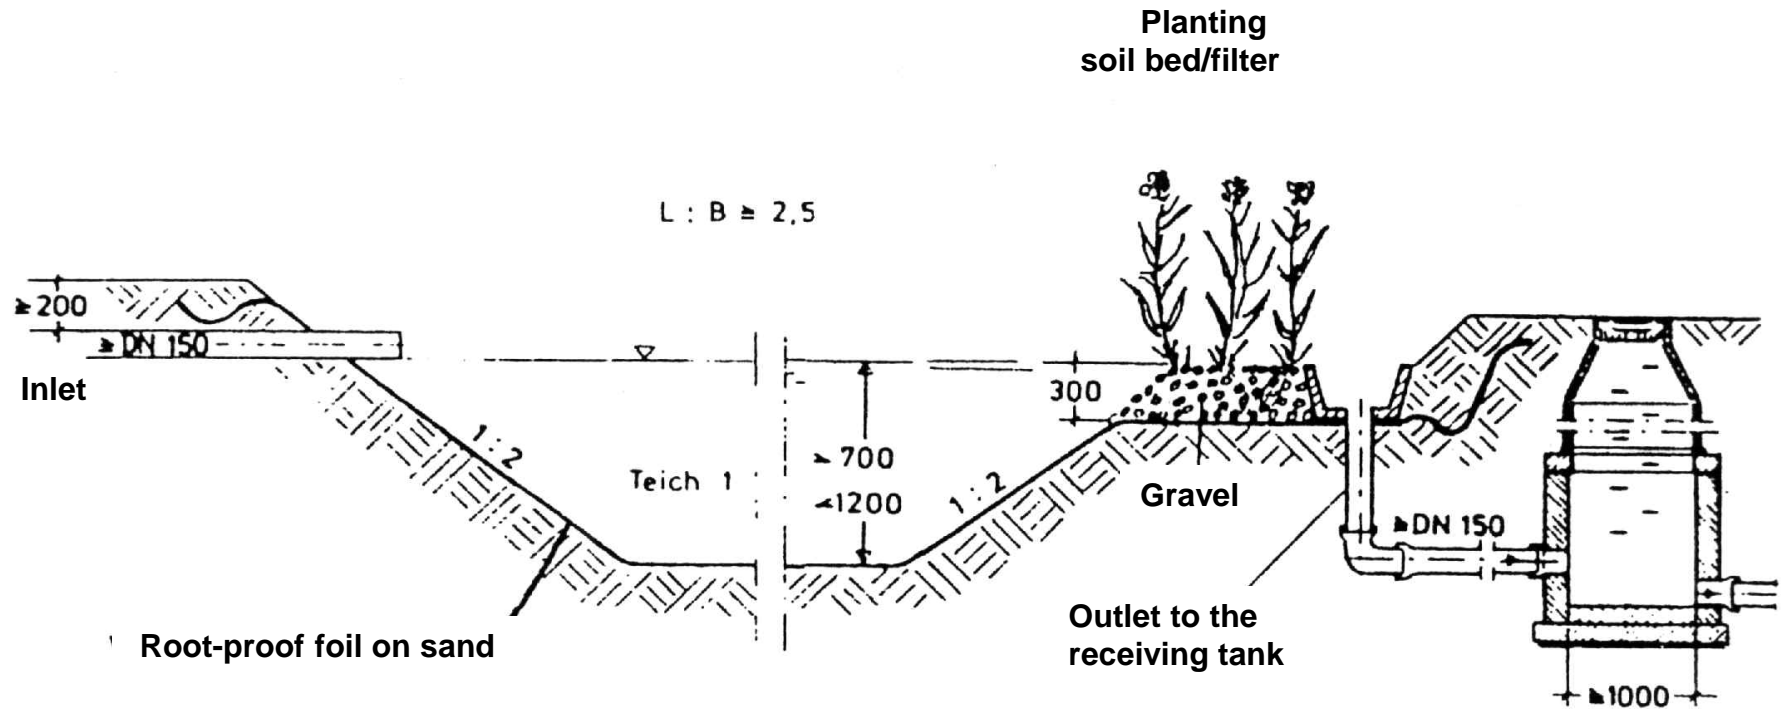 Planting
soil bed/filter
L : B ≥ 2,5
≥ 200
≥ DN 150
Inlet
300
1:2
Teich 1
≥ 700
≤ 1200
1:2
Gravel
≥ DN 150
Root-proof foil on sand
Outlet to the
receiving tank
≥ 1000